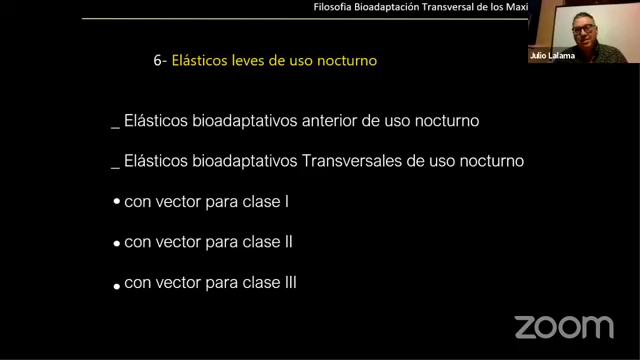 Filosofia Bioadaptación Transversal de los Maxi
Julio Lalama
6- Elásticos leves de uso nocturno
_ Elásticos bioadaptativos anterior de uso nocturno
_ Elásticos bioadaptativos Transversales de uso nocturno
• con vector para clase I
• con vector para clase II
• con vector para clase III
zoom